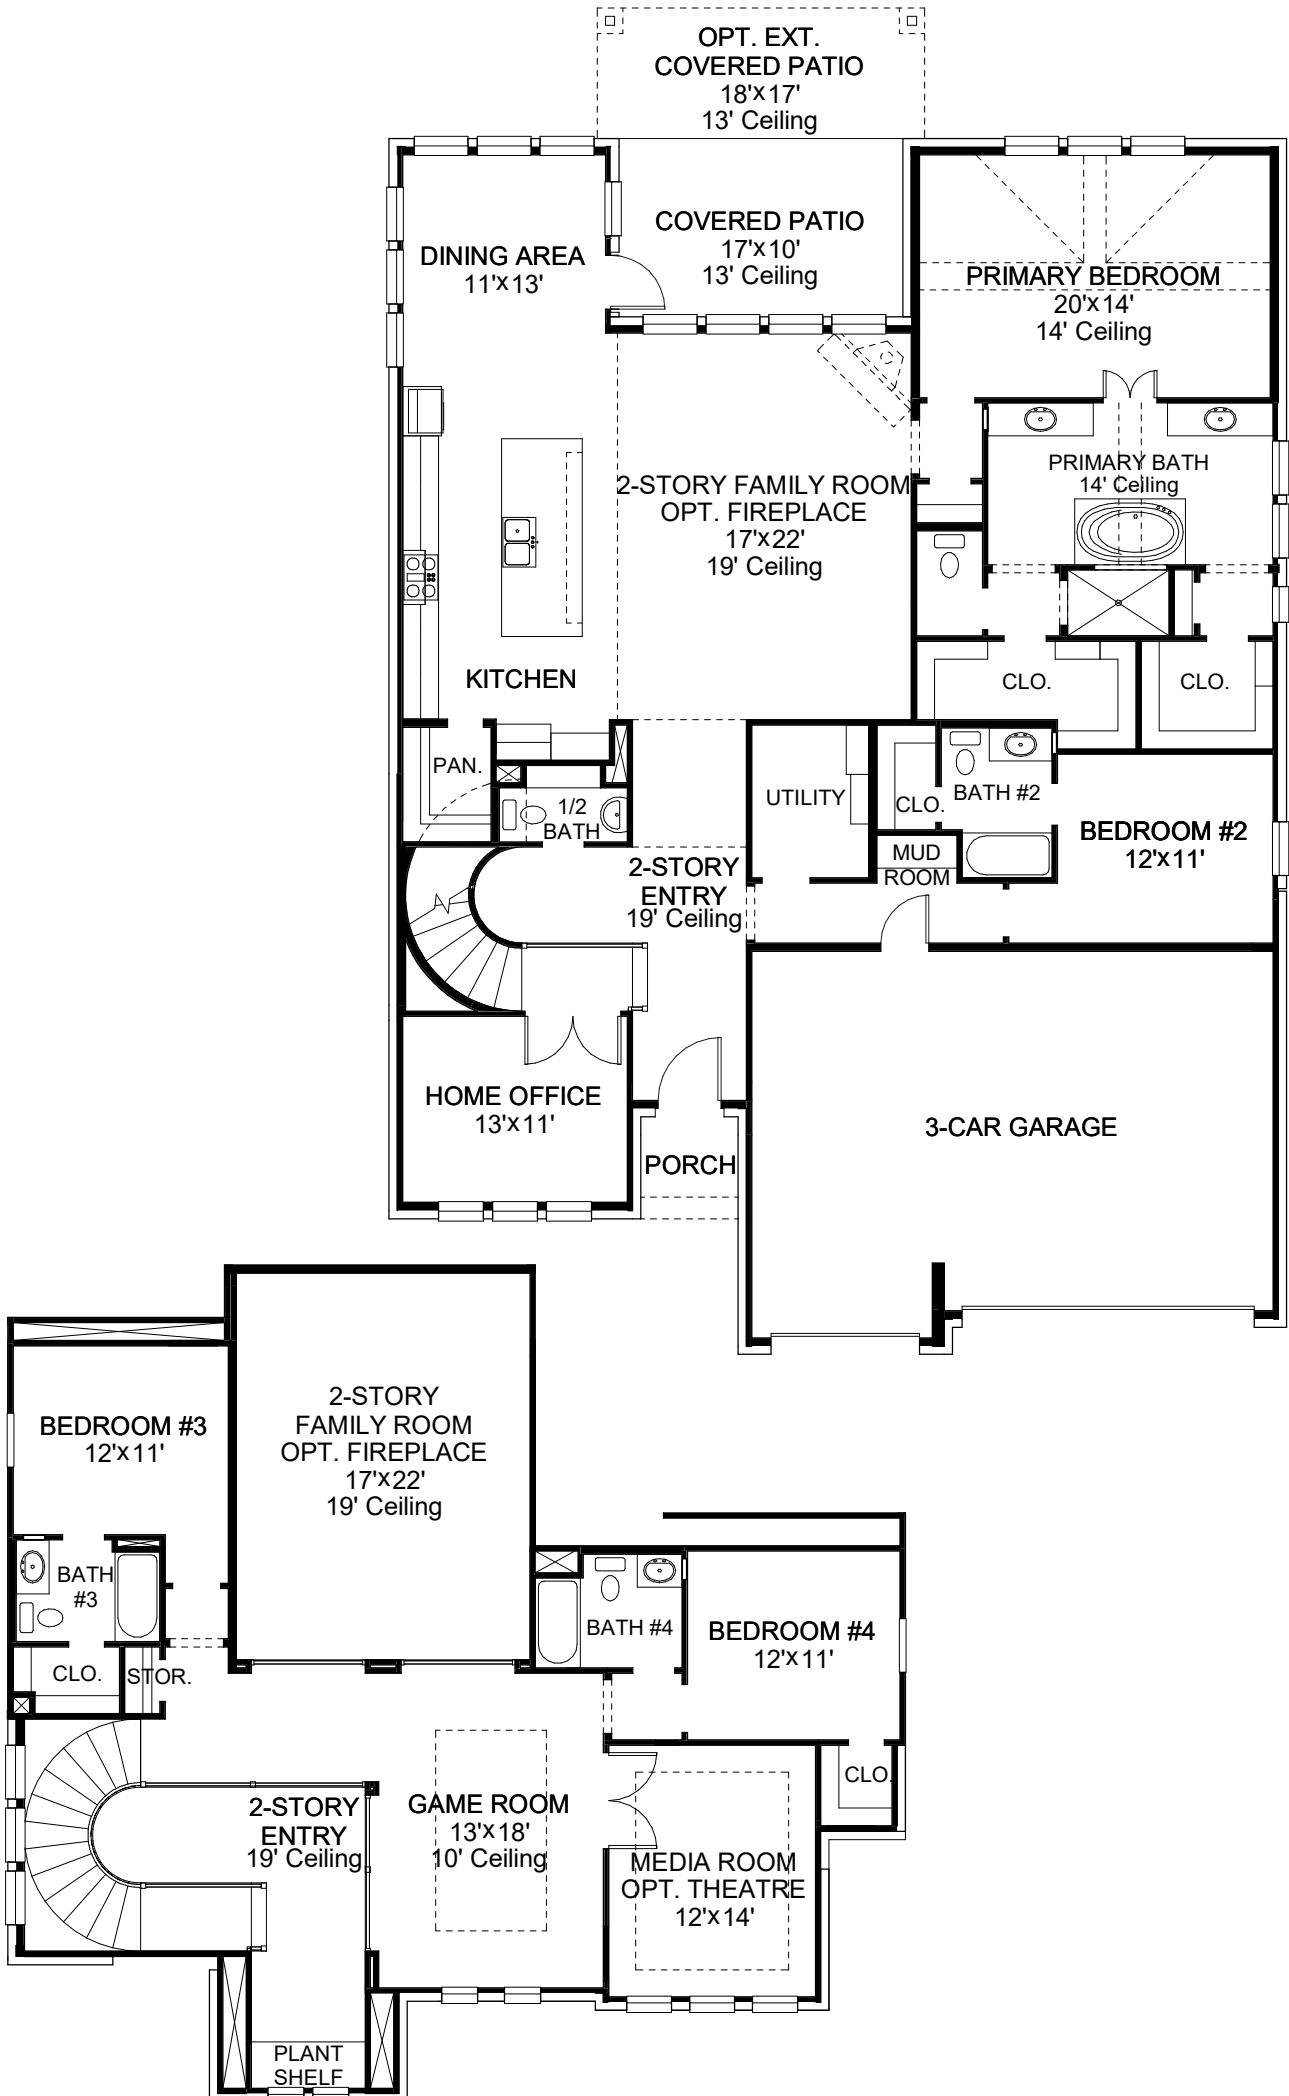 OPT. EXT.
COVERED PATIO
18'x17'
13' Ceiling
COVERED PATIO
17'x10'
13' Ceiling
DINING AREA
11'x13'
PRIMARY BEDROOM
20'x14'
14' Ceiling
PRIMARY BATH
14' Ceiling
2-STORY FAMILY ROOM
OPT. FIREPLACE
17'x22'
19' Ceiling
KITCHEN
CLO.
CLO.
PAN.
UTILITY
CLO.
BATH #2
1/2
BATH
BEDROOM #2
12'x11'
MUD
ROOM
2-STORY
ENTRY
19' Ceiling
HOME OFFICE
13'x11'
3-CAR GARAGE
PORCH
2-STORY
FAMILY ROOM
OPT. FIREPLACE
17'x22'
19' Ceiling
BEDROOM #3
12'x11'
BATH
#3
CLO.
STOR.
BATH #4
BEDROOM #4
12'x11'
CLO.
2-STORY
ENTRY
19' Ceiling
GAME ROOM
13'x18'
10' Ceiling
MEDIA ROOM
OPT. THEATRE
12'x14'
PLANT
SHELF